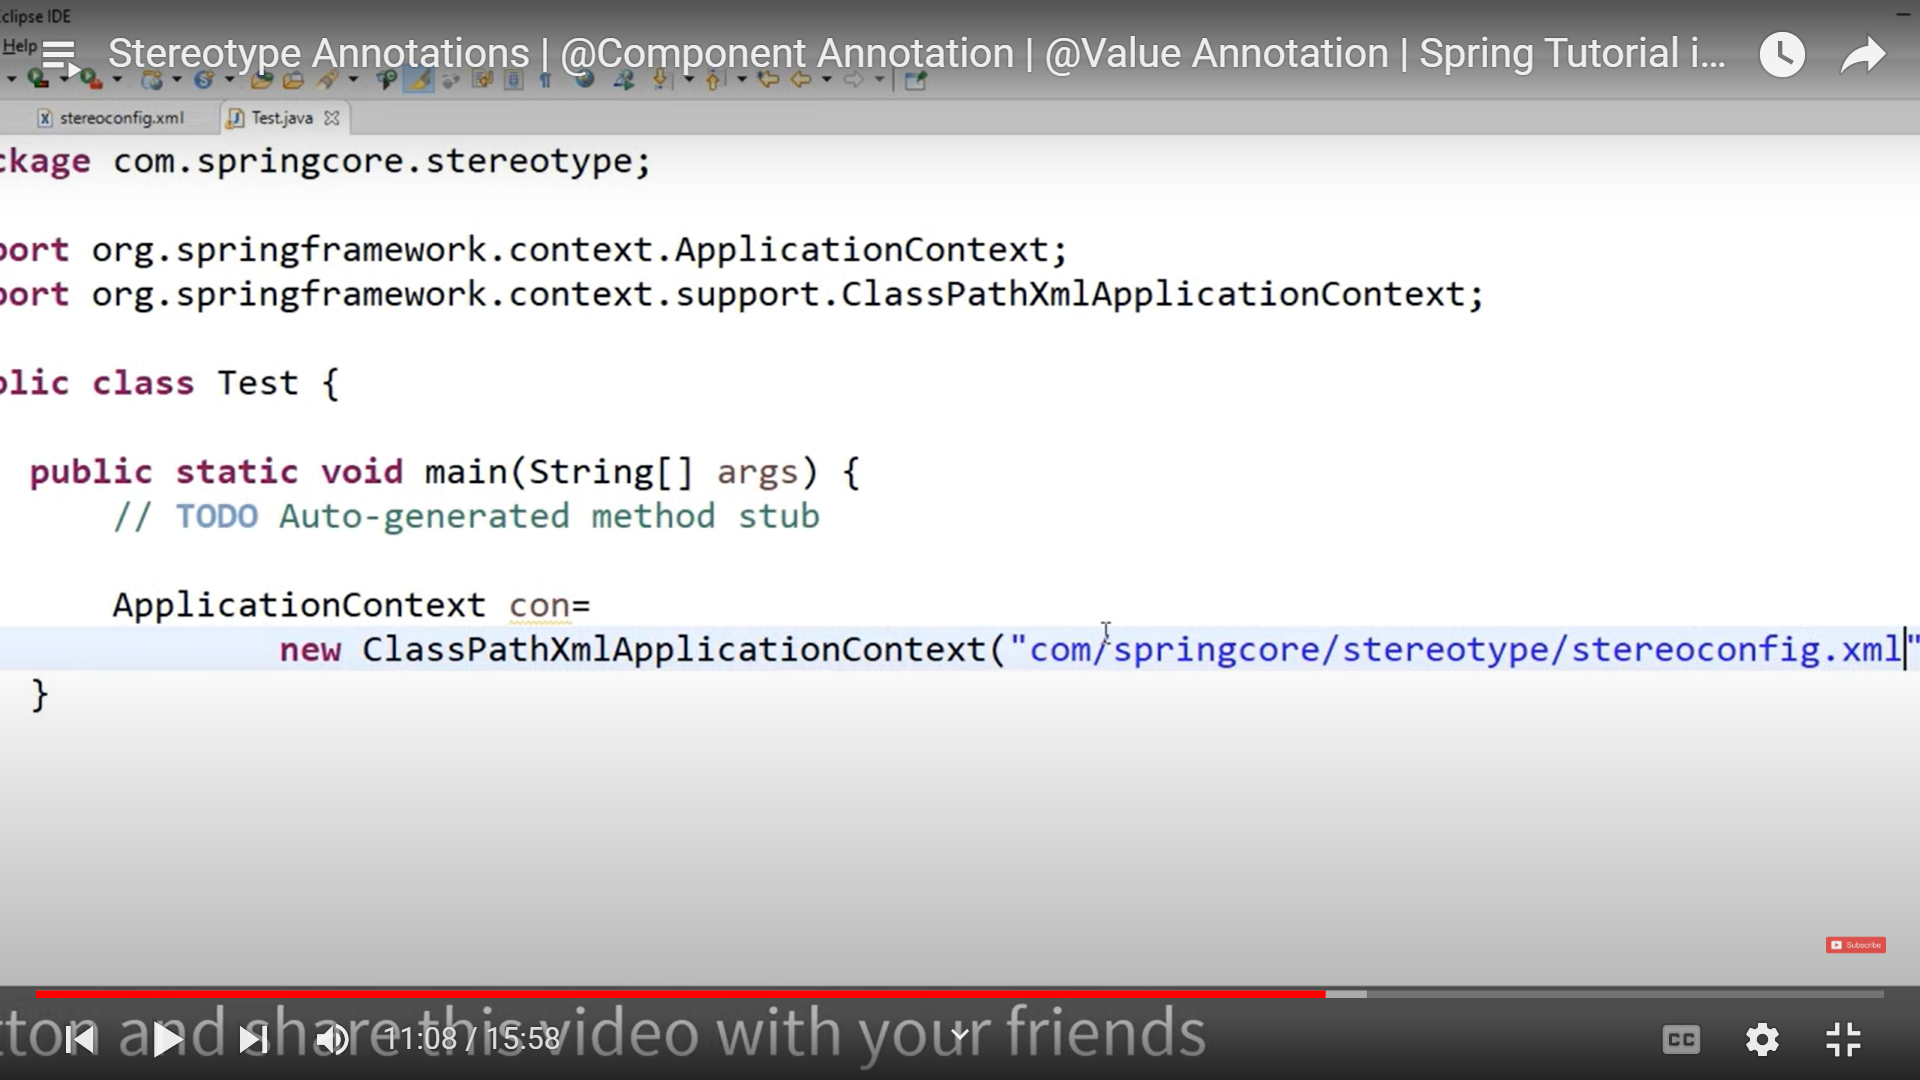 clipse IDE
Help
Stereotype Annotations | @Component Annotation | @Value Annotation | Spring Tutorial i...
stereoconfig.xml
Test.java
ckage com.springcore.stereotype;
port org.springframework.context.ApplicationContext;
port org.springframework.context.support.ClassPathXmlApplicationContext;
blic class Test {
public static void main(String[] args) {
// TODO Auto-generated method stub
ApplicationContext con=
new ClassPathXmlApplicationContext("com/springcore/stereotype/stereoconfig.xml"
}
Subscribe
tton and share this video with your friends
11:08 / 15:58
CC